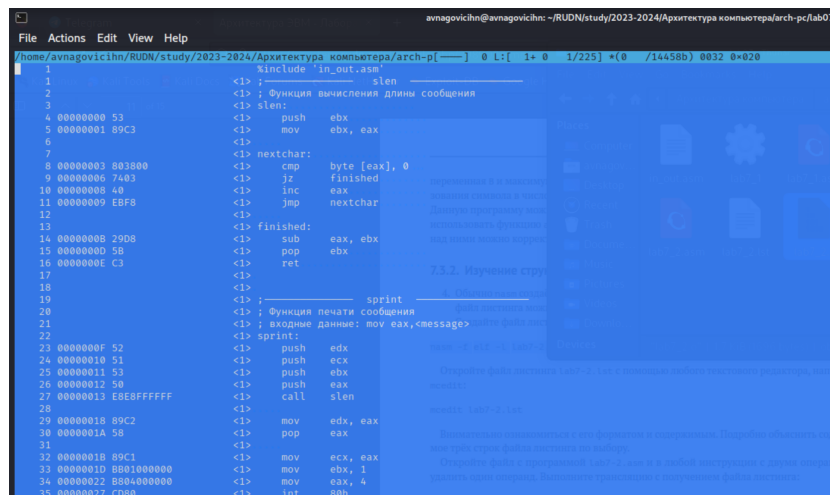 avnagovicihn@avnagovicihn: ~/RUDN/study/2023-2024/Архитектура компьютера/arch-pc/lab0
File Actions Edit View Help
/home/avnagovicihn/RUDN/study/2023-2024/Архитектура компьютера/arch-p[----] 0 L:[ 1+ 0 1/225] *(0 /14458b) 0032 0×020
1 %include 'in_out.asm'
1 <1> ;---------------- slen -------------------
2 <1> ; Функция вычисления длины сообщения
3 <1> slen:
4 00000000 53 <1> push ebx
5 00000001 89C3 <1> mov ebx, eax
6 <1>
7 <1> nextchar:
8 00000003 803800 <1> cmp byte [eax], 0
9 00000006 7403 <1> jz finished
10 00000008 40 <1> inc eax
11 00000009 EBF8 <1> jmp nextchar
12 <1>
13 <1> finished:
14 0000000B 29D8 <1> sub eax, ebx
15 0000000D 5B <1> pop ebx
16 0000000E C3 <1> ret
17 <1>
18 <1>
19 <1> ;--------------- sprint ----------------
20 <1> ; Функция печати сообщения
21 <1> ; входные данные: mov eax,<message>
22 <1> sprint:
23 0000000F 52 <1> push edx
24 00000010 51 <1> push ecx
25 00000011 53 <1> push ebx
26 00000012 50 <1> push eax
27 00000013 E8E8FFFFFF <1> call slen
28 <1>
29 00000018 89C2 <1> mov edx, eax
30 0000001A 58 <1> pop eax
31 <1>
32 0000001B 89C1 <1> mov ecx, eax
33 0000001D BB01000000 <1> mov ebx, 1
34 00000022 B804000000 <1> mov eax, 4
35 00000027 CD80 <1> int 80h